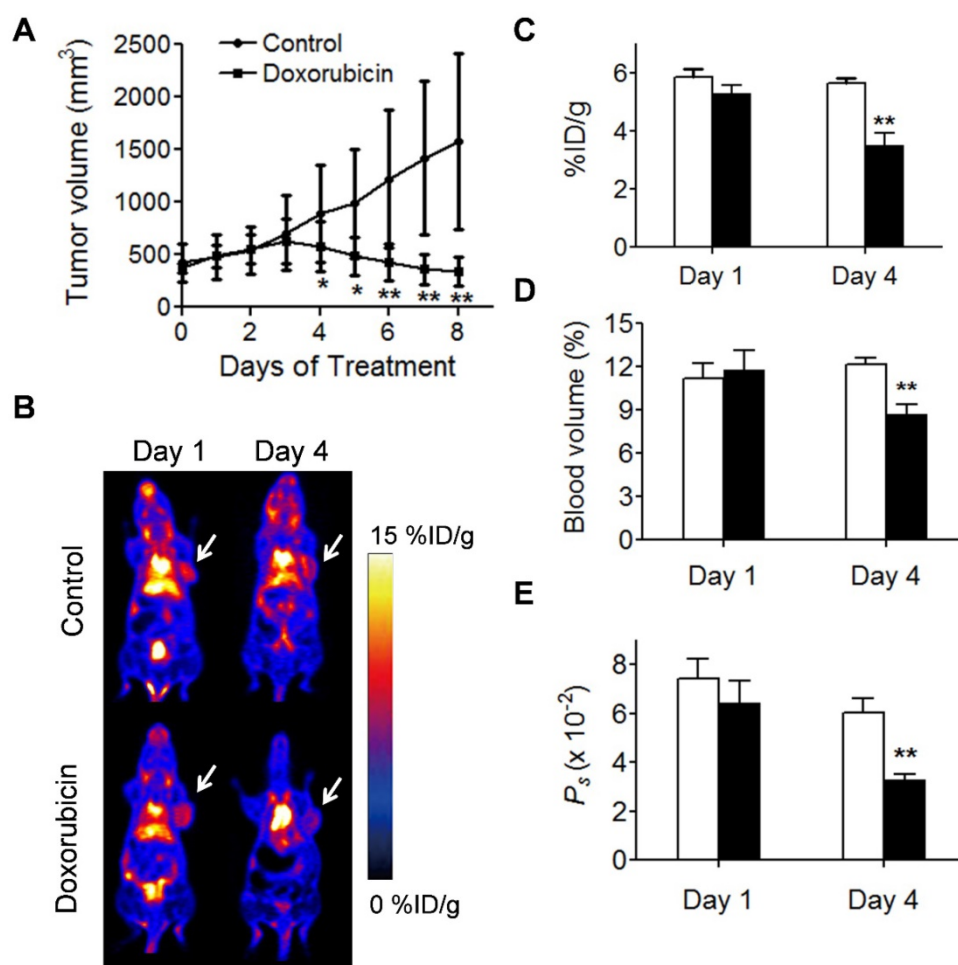 A
Control
Doxorubicin
Tumor volume (mm³)
2500
2000
1500
1000
500
0
* * ** ** **
0 2 4 6 8
Days of Treatment
B
Day 1 Day 4
Control
Doxorubicin
15 %ID/g
0 %ID/g
C
%ID/g
8
6
4
2
0
**
Day 1 Day 4
D
Blood volume (%)
15
12
9
6
3
0
**
Day 1 Day 4
E
Pₛ (x 10⁻²)
8
6
4
2
0
**
Day 1 Day 4